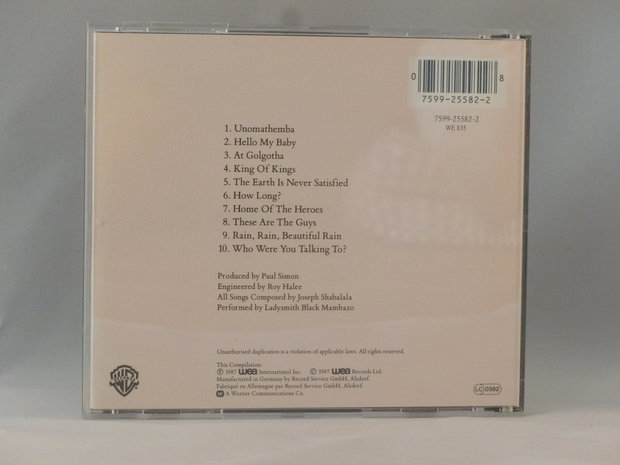 0 7599-25582-2 8
7599-25582-2
WE 835
1. Unomathemba
2. Hello My Baby
3. At Golgotha
4. King Of Kings
5. The Earth Is Never Satisfied
6. How Long?
7. Home Of The Heroes
8. These Are The Guys
9. Rain, Rain, Beautiful Rain
10. Who Were You Talking To?
Produced by Paul Simon
Engineered by Roy Halee
All Songs Composed by Joseph Shabalala
Performed by Ladysmith Black Mambazo
Unauthorised duplication is a violation of applicable laws. All rights reserved.
This Compilation:
℗ 1987 wea International Inc. © 1987 wea Records Ltd.
Manufactured in Germany by Record Service GmbH, Alsdorf.
Fabriqué en Allemagne par Record Service GmbH, Alsdorf.
A Warner Communications Co.
LC 0392